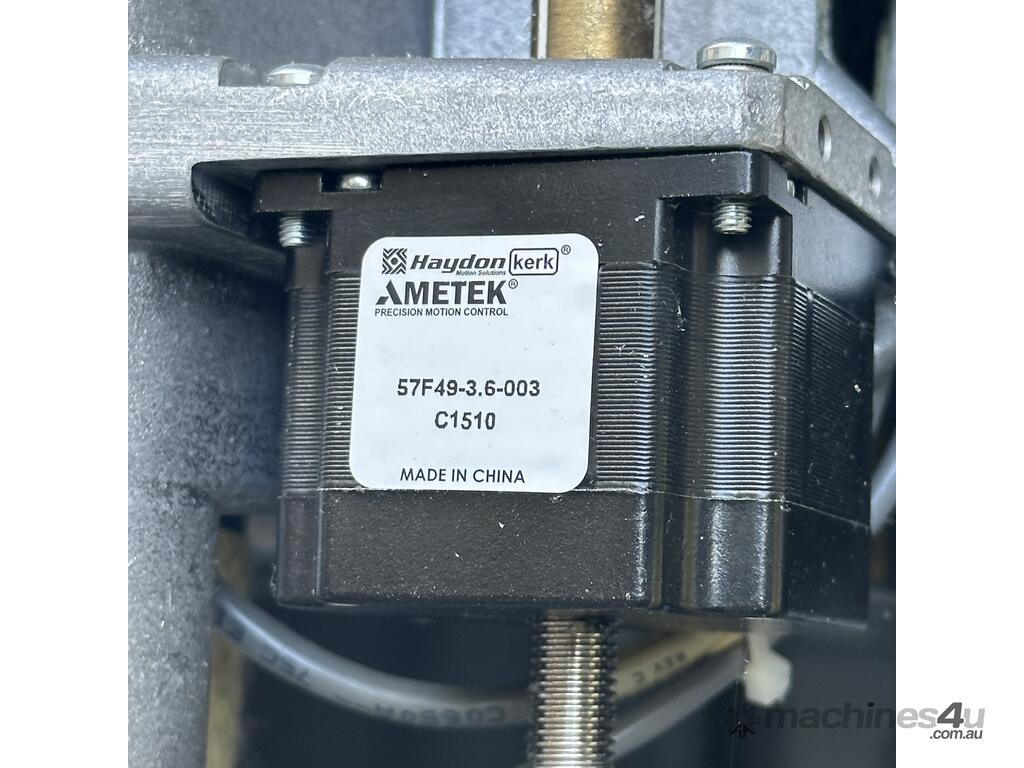 Haydon kerk®
Motion Solutions
AMETEK®
PRECISION MOTION CONTROL
57F49-3.6-003
C1510
MADE IN CHINA
machines4u
.com.au